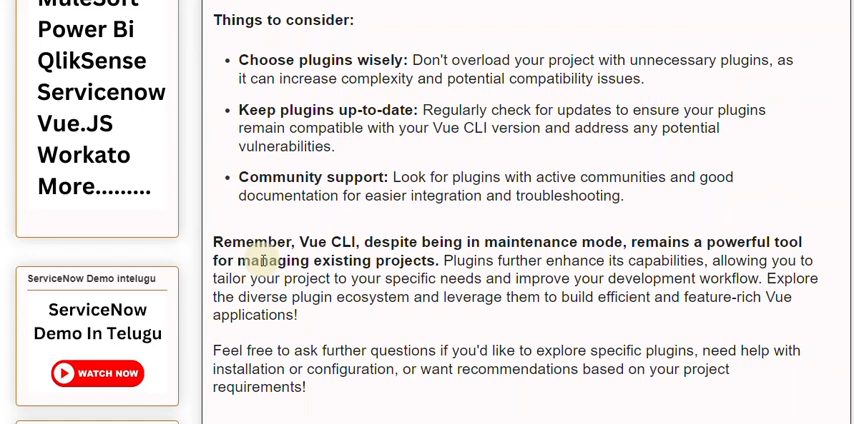 MuleSoft
Power Bi
QlikSense
Servicenow
Vue.JS
Workato
More.........
ServiceNow Demo intelugu
ServiceNow
Demo In Telugu
WATCH NOW
Things to consider:
• Choose plugins wisely: Don't overload your project with unnecessary plugins, as
it can increase complexity and potential compatibility issues.
• Keep plugins up-to-date: Regularly check for updates to ensure your plugins
remain compatible with your Vue CLI version and address any potential
vulnerabilities.
• Community support: Look for plugins with active communities and good
documentation for easier integration and troubleshooting.
Remember, Vue CLI, despite being in maintenance mode, remains a powerful tool
for managing existing projects. Plugins further enhance its capabilities, allowing you to
tailor your project to your specific needs and improve your development workflow. Explore
the diverse plugin ecosystem and leverage them to build efficient and feature-rich Vue
applications!
Feel free to ask further questions if you'd like to explore specific plugins, need help with
installation or configuration, or want recommendations based on your project
requirements!